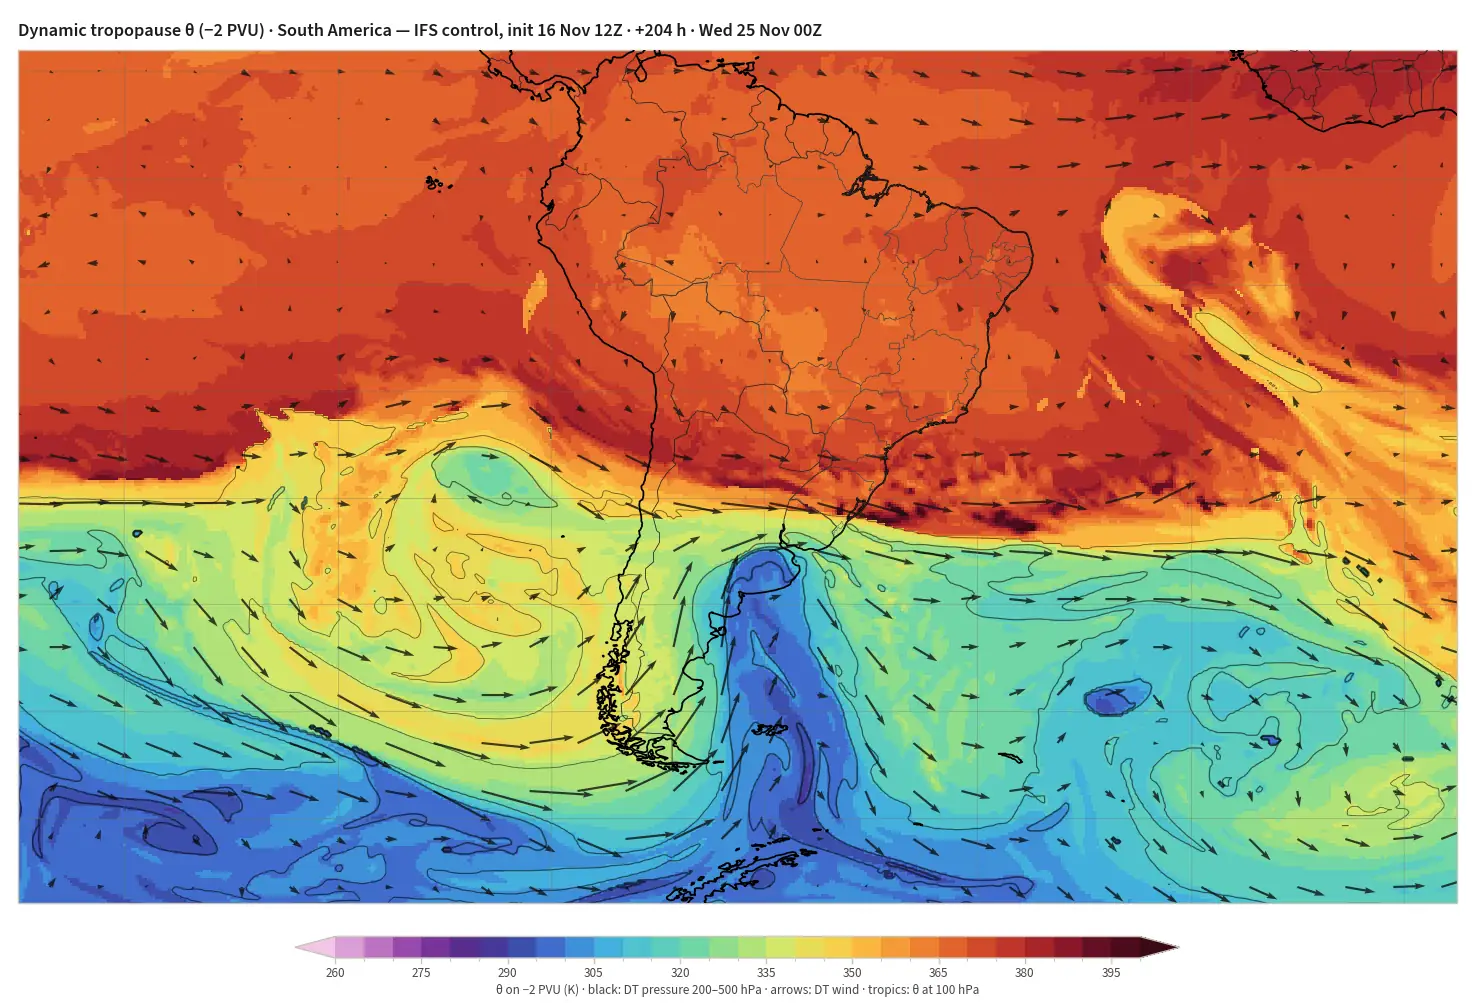 Dynamic tropopause θ (−2 PVU) · South America — IFS control, init 16 Nov 12Z · +204 h · Wed 25 Nov 00Z
260 275 290 305 320 335 350 365 380 395
θ on −2 PVU (K) · black: DT pressure 200–500 hPa · arrows: DT wind · tropics: θ at 100 hPa